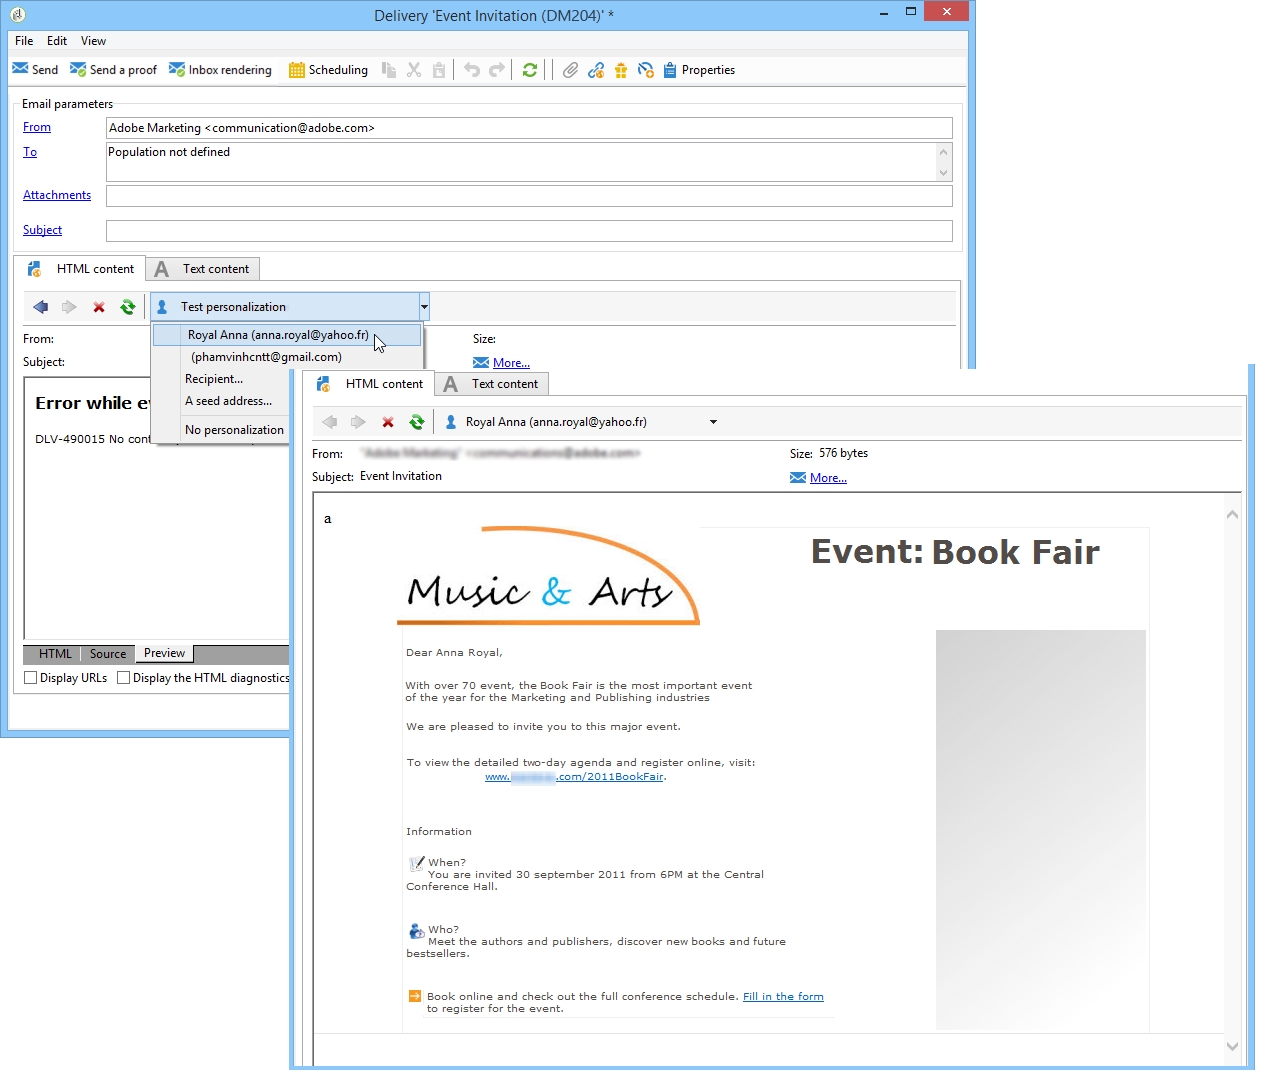 Delivery 'Event Invitation (DM204)' *
File Edit View
Send Send a proof Inbox rendering Scheduling Properties
Email parameters
From Adobe Marketing <communication@adobe.com>
To Population not defined
Attachments
Subject
HTML content Text content
Test personalization
From: Size:
Subject: More...
Royal Anna (anna.royal@yahoo.fr)
(phamvinhcntt@gmail.com)
Recipient...
A seed address...
No personalization
Error while
DLV-490015 No
HTML Source Preview
Display URLs Display the HTML diagnostics
HTML content Text content
Royal Anna (anna.royal@yahoo.fr)
From: "Adobe Marketing" <communications@adobe.com> Size: 576 bytes
Subject: Event Invitation More...
a
Music & Arts
Event: Book Fair
Dear Anna Royal,
With over 70 event, the Book Fair is the most important event
of the year for the Marketing and Publishing industries
We are pleased to invite you to this major event.
To view the detailed two-day agenda and register online, visit:
www. .com/2011BookFair.
Information
When?
You are invited 30 september 2011 from 6PM at the Central
Conference Hall.
Who?
Meet the authors and publishers, discover new books and future
bestsellers.
Book online and check out the full conference schedule. Fill in the form
to register for the event.